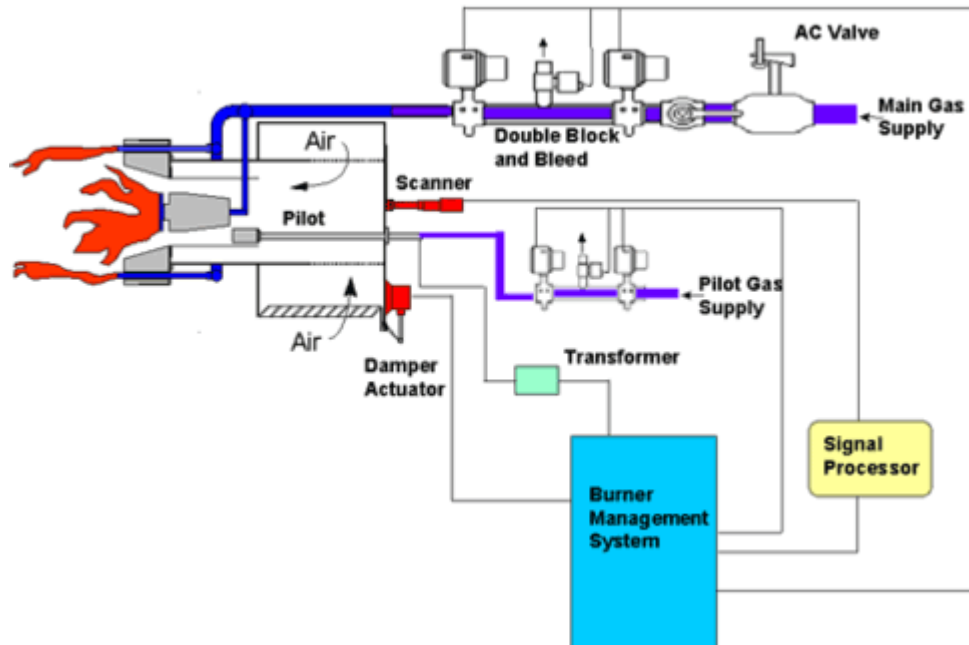 AC Valve
Main Gas
Supply
Double Block
and Bleed
Air
Scanner
Pilot
Pilot Gas
Supply
Air
Damper
Actuator
Transformer
Signal
Processor
Burner
Management
System